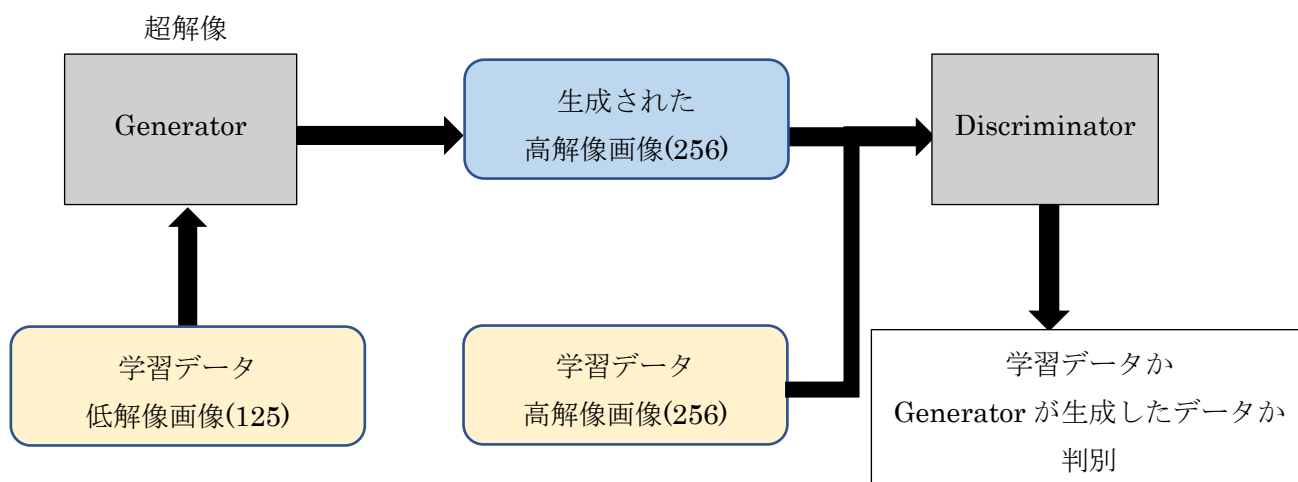 超解像
Generator
生成された
高解像画像(256)
Discriminator
学習データ
低解像画像(125)
学習データ
高解像画像(256)
学習データか
Generator が生成したデータか
判別